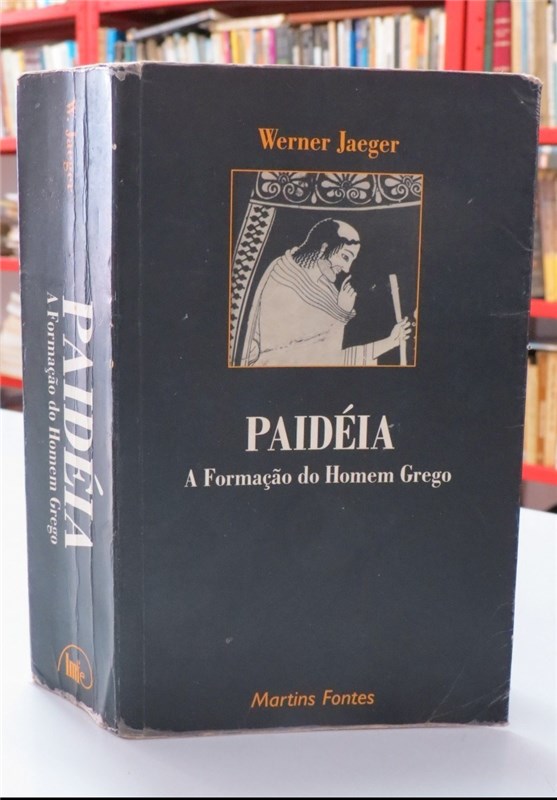 Werner Jaeger
PAIDÉIA
A Formação do Homem Grego
Martins Fontes
W. Jaeger
PAIDÉIA
A Formação do Homem Grego